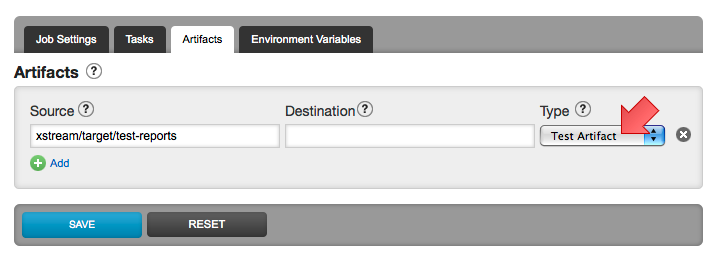 Job Settings Tasks Artifacts Environment Variables
Artifacts ?
Source ? Destination ? Type ?
xstream/target/test-reports Test Artifact
Add
SAVE RESET